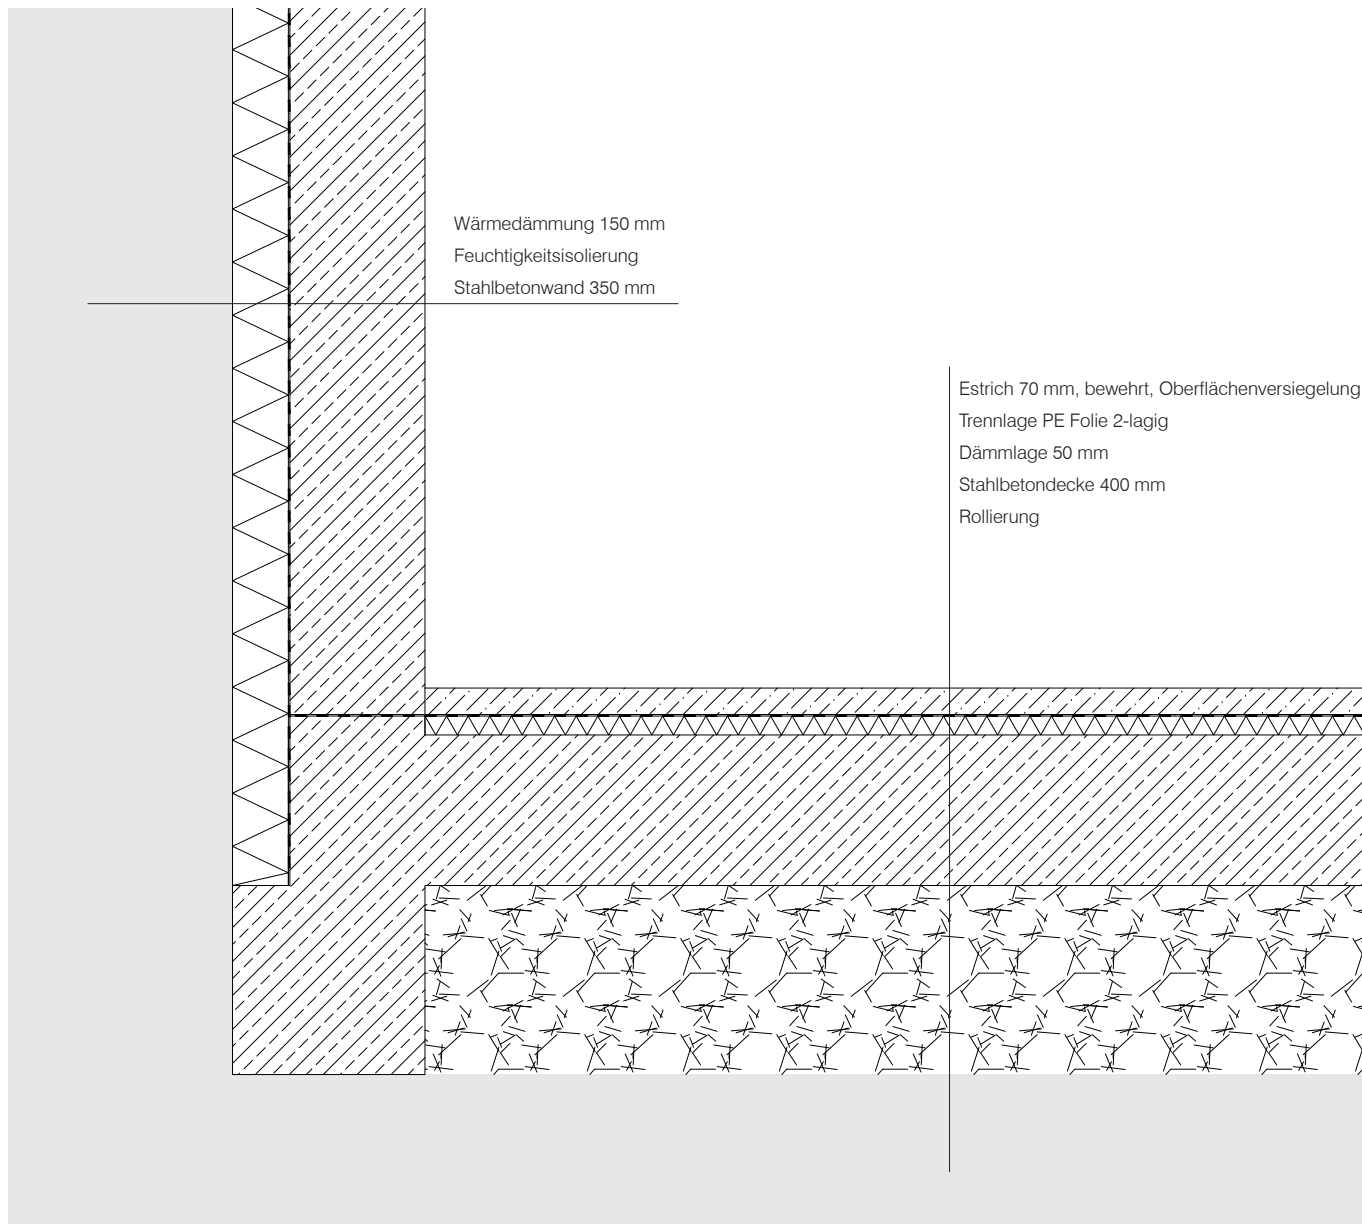 Wärmedämmung 150 mm
Feuchtigkeitsisolierung
Stahlbetonwand 350 mm
Estrich 70 mm, bewehrt, Oberflächenversiegelung
Trennlage PE Folie 2-lagig
Dämmlage 50 mm
Stahlbetondecke 400 mm
Rollierung